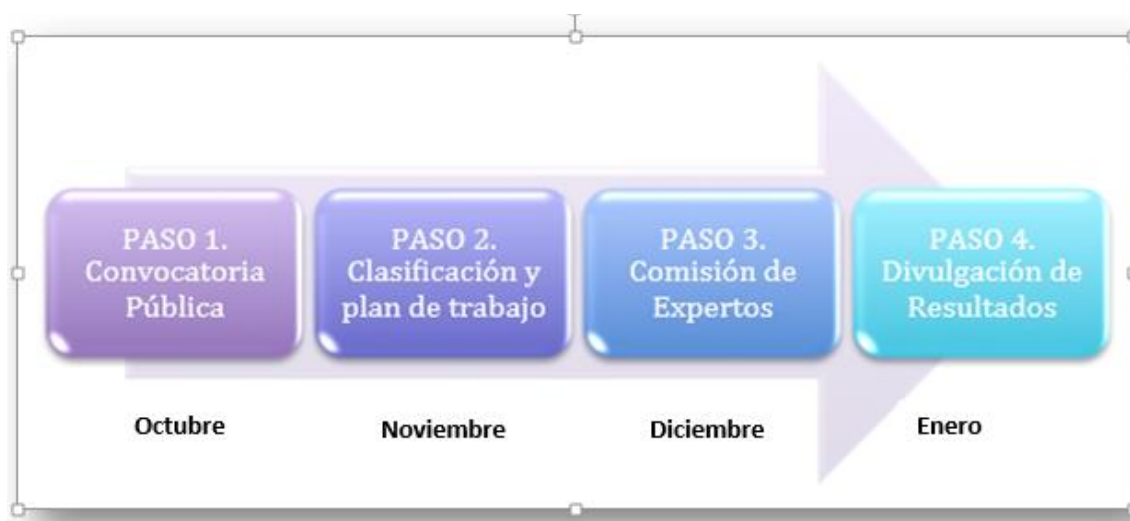 PASO 1.
Convocatoria
Pública
PASO 2.
Clasificación y
plan de trabajo
PASO 3.
Comisión de
Expertos
PASO 4.
Divulgación de
Resultados
Octubre
Noviembre
Diciembre
Enero